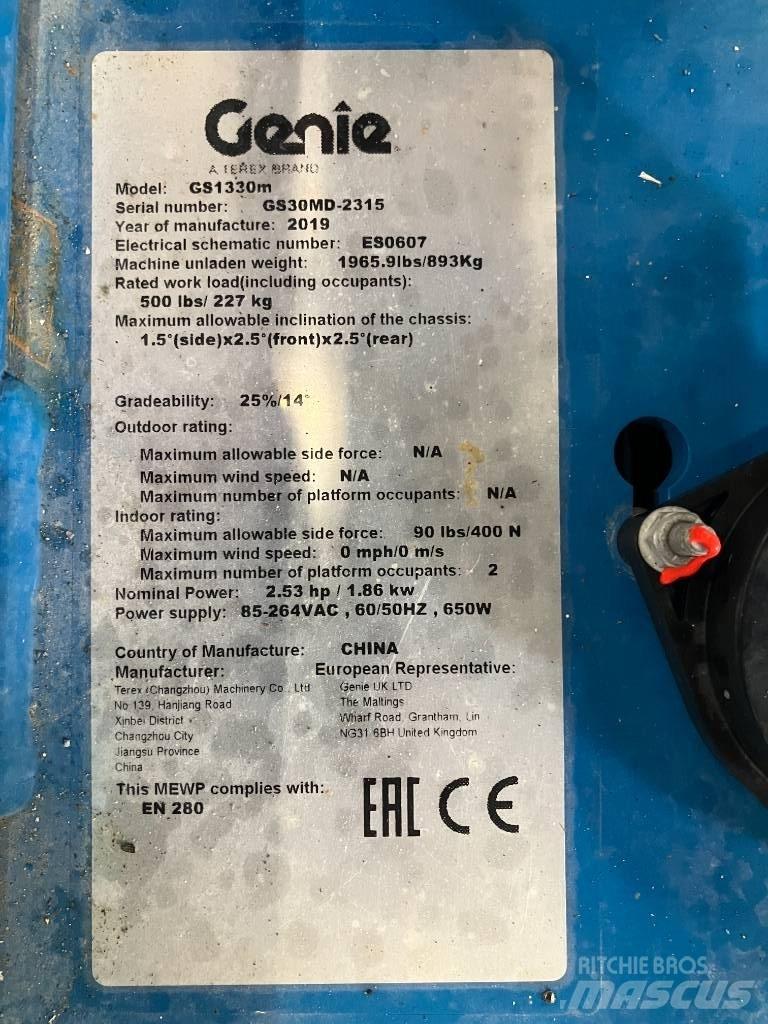 Genie
A TEREX BRAND
Model: GS1330m
Serial number: GS30MD-2315
Year of manufacture: 2019
Electrical schematic number: ES0607
Machine unladen weight: 1965.9lbs/893Kg
Rated work load(including occupants):
500 lbs/ 227 kg
Maximum allowable inclination of the chassis:
1.5°(side)x2.5°(front)x2.5°(rear)
Gradeability: 25%/14°
Outdoor rating:
Maximum allowable side force: N/A
Maximum wind speed: N/A
Maximum number of platform occupants: N/A
Indoor rating:
Maximum allowable side force: 90 lbs/400 N
Maximum wind speed: 0 mph/0 m/s
Maximum number of platform occupants: 2
Nominal Power: 2.53 hp / 1.86 kw
Power supply: 85-264VAC , 60/50HZ , 650W
Country of Manufacture: CHINA
Manufacturer: European Representative:
Terex (Changzhou) Machinery Co., Ltd Genie UK LTD
No 139, Hanjiang Road The Maltings
Xinbei District Wharf Road, Grantham, Lin
Changzhou City NG31 6BH United Kingdom
Jiangsu Province
China
This MEWP complies with:
EN 280
EAC CE
RITCHIE BROS.
MASCUS